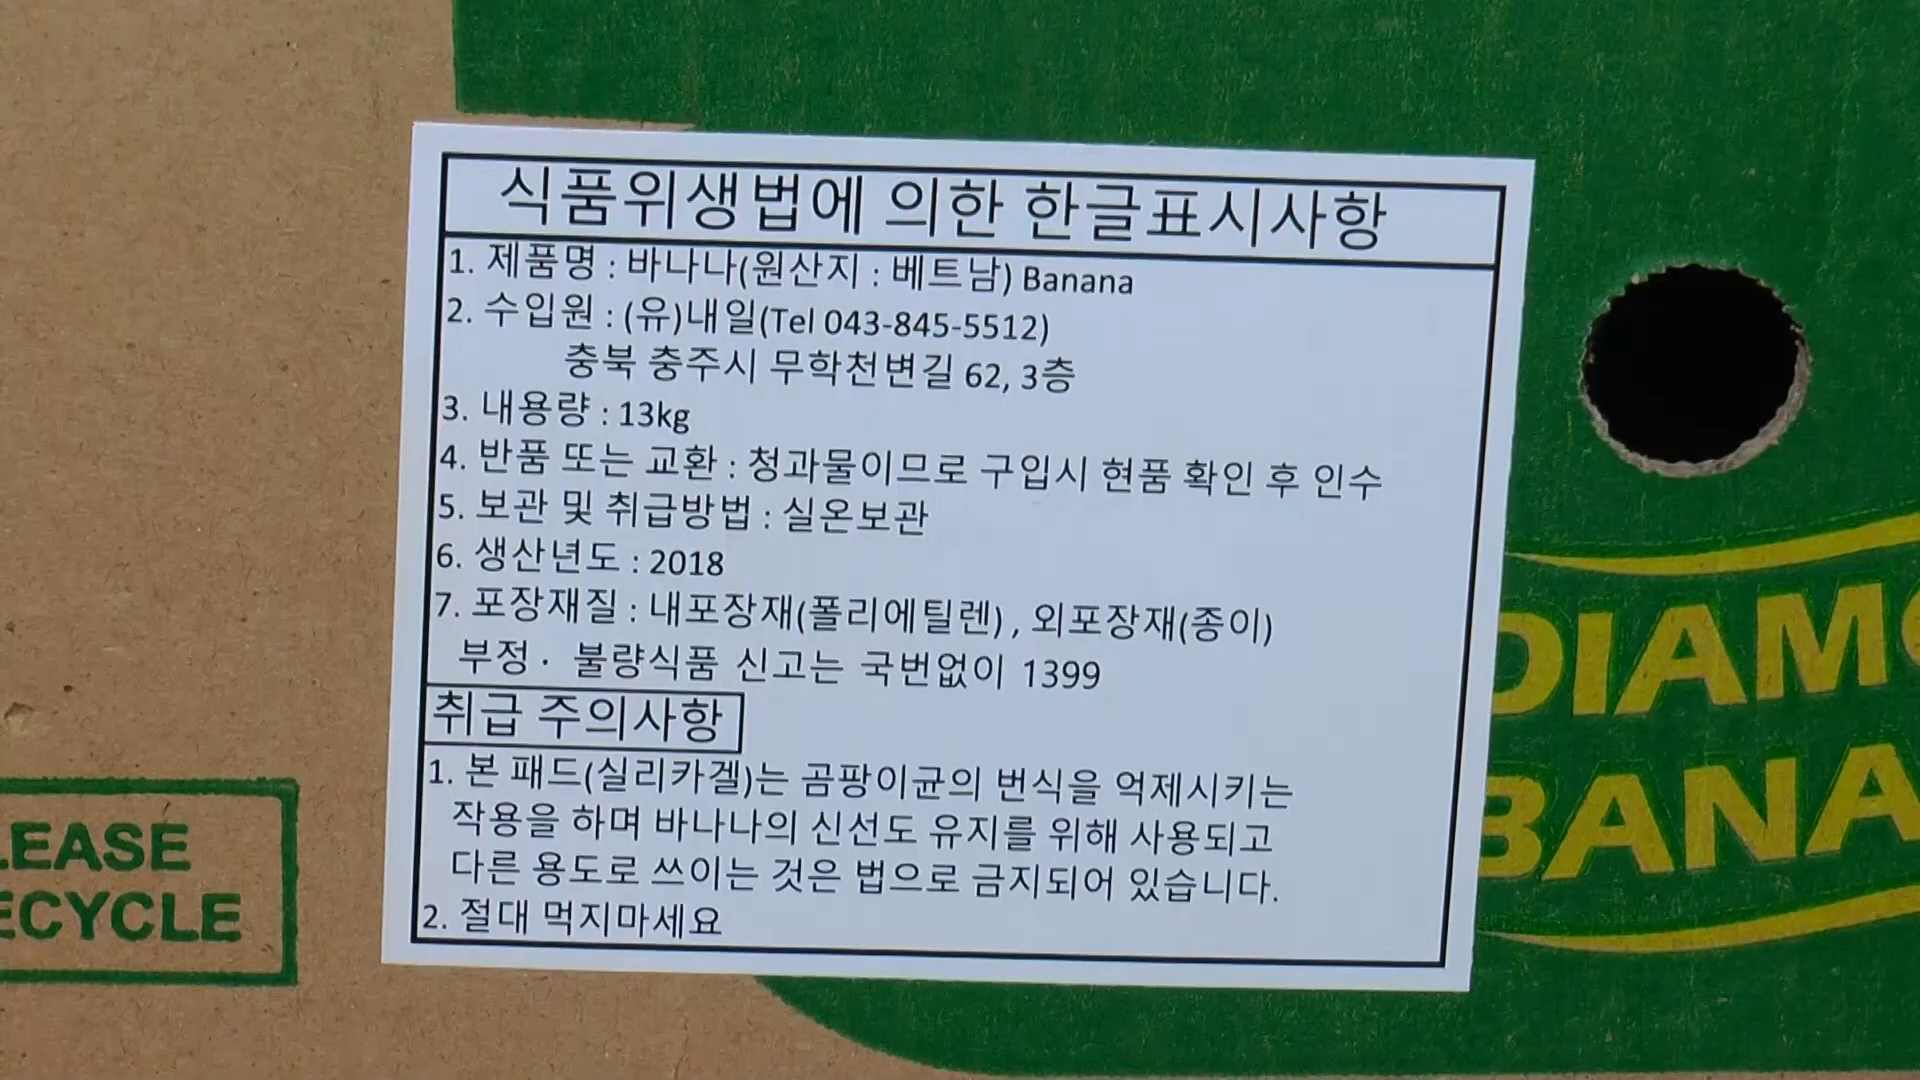 식품위생법에 의한 한글표시사항
1. 제품명 : 바나나(원산지 : 베트남) Banana
2. 수입원 : (유)내일(Tel 043-845-5512)
충북 충주시 무학천변길 62, 3층
3. 내용량 : 13kg
4. 반품 또는 교환 : 청과물이므로 구입시 현품 확인 후 인수
5. 보관 및 취급방법 : 실온보관
6. 생산년도 : 2018
7. 포장재질 : 내포장재(폴리에틸렌) , 외포장재(종이)
부정 · 불량식품 신고는 국번없이 1399
취급 주의사항
1. 본 패드(실리카겔)는 곰팡이균의 번식을 억제시키는
작용을 하며 바나나의 신선도 유지를 위해 사용되고
다른 용도로 쓰이는 것은 법으로 금지되어 있습니다.
2. 절대 먹지마세요
LEASE
ECYCLE
DIAMO
BANA